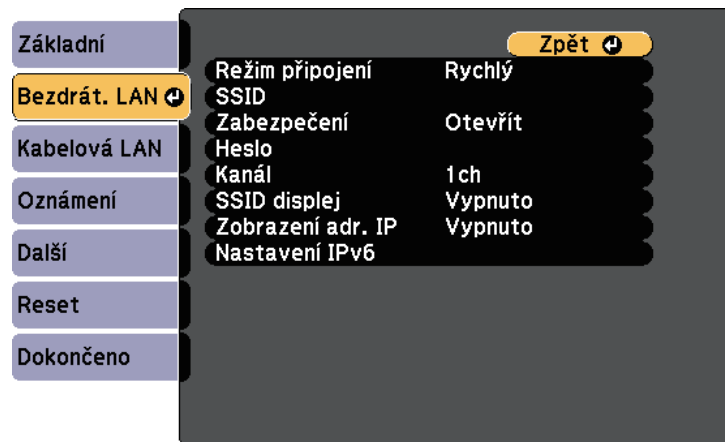 Základní
Bezdrát. LAN
Kabelová LAN
Oznámení
Další
Reset
Dokončeno
Zpět
Režim připojení Rychlý
SSID
Zabezpečení Otevřít
Heslo
Kanál 1ch
SSID displej Vypnuto
Zobrazení adr. IP Vypnuto
Nastavení IPv6